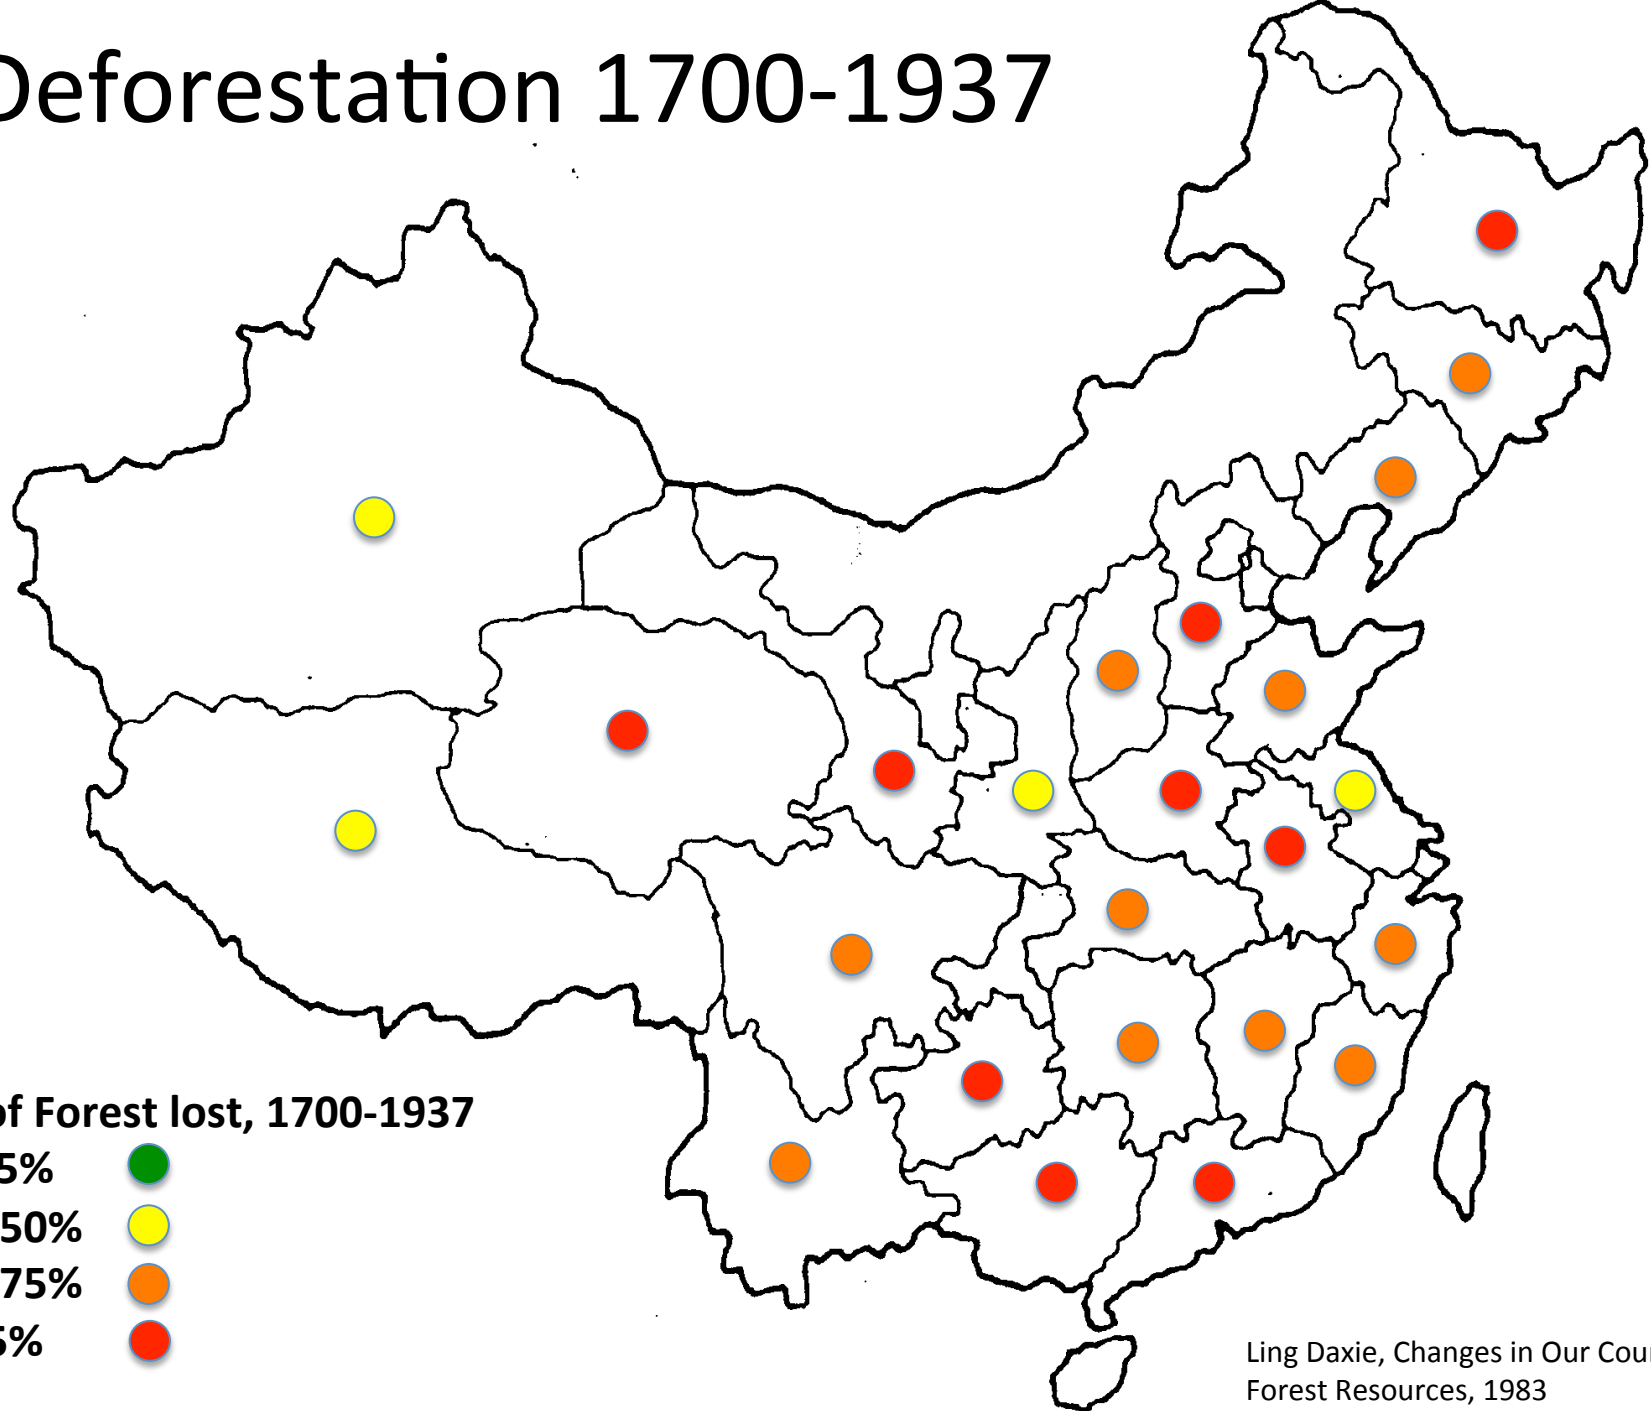 Deforestation 1700-1937
of Forest lost, 1700-1937
5%
50%
75%
5%
Ling Daxie, Changes in Our Cou
Forest Resources, 1983